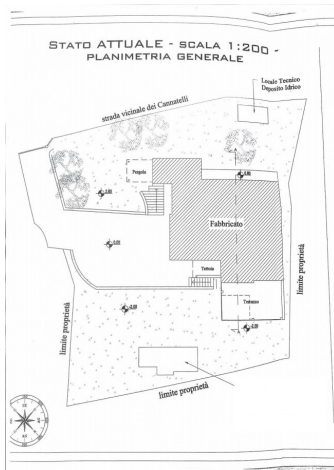 STATO ATTUALE - SCALA 1:200 -
PLANIMETRIA GENERALE
Locale Tecnico
Deposito Idrico
strada vicinale dei Cannatelli
Pergola
Fabbricato
Tettoia
Terrazzo
limite proprietà
limite proprietà
limite proprietà